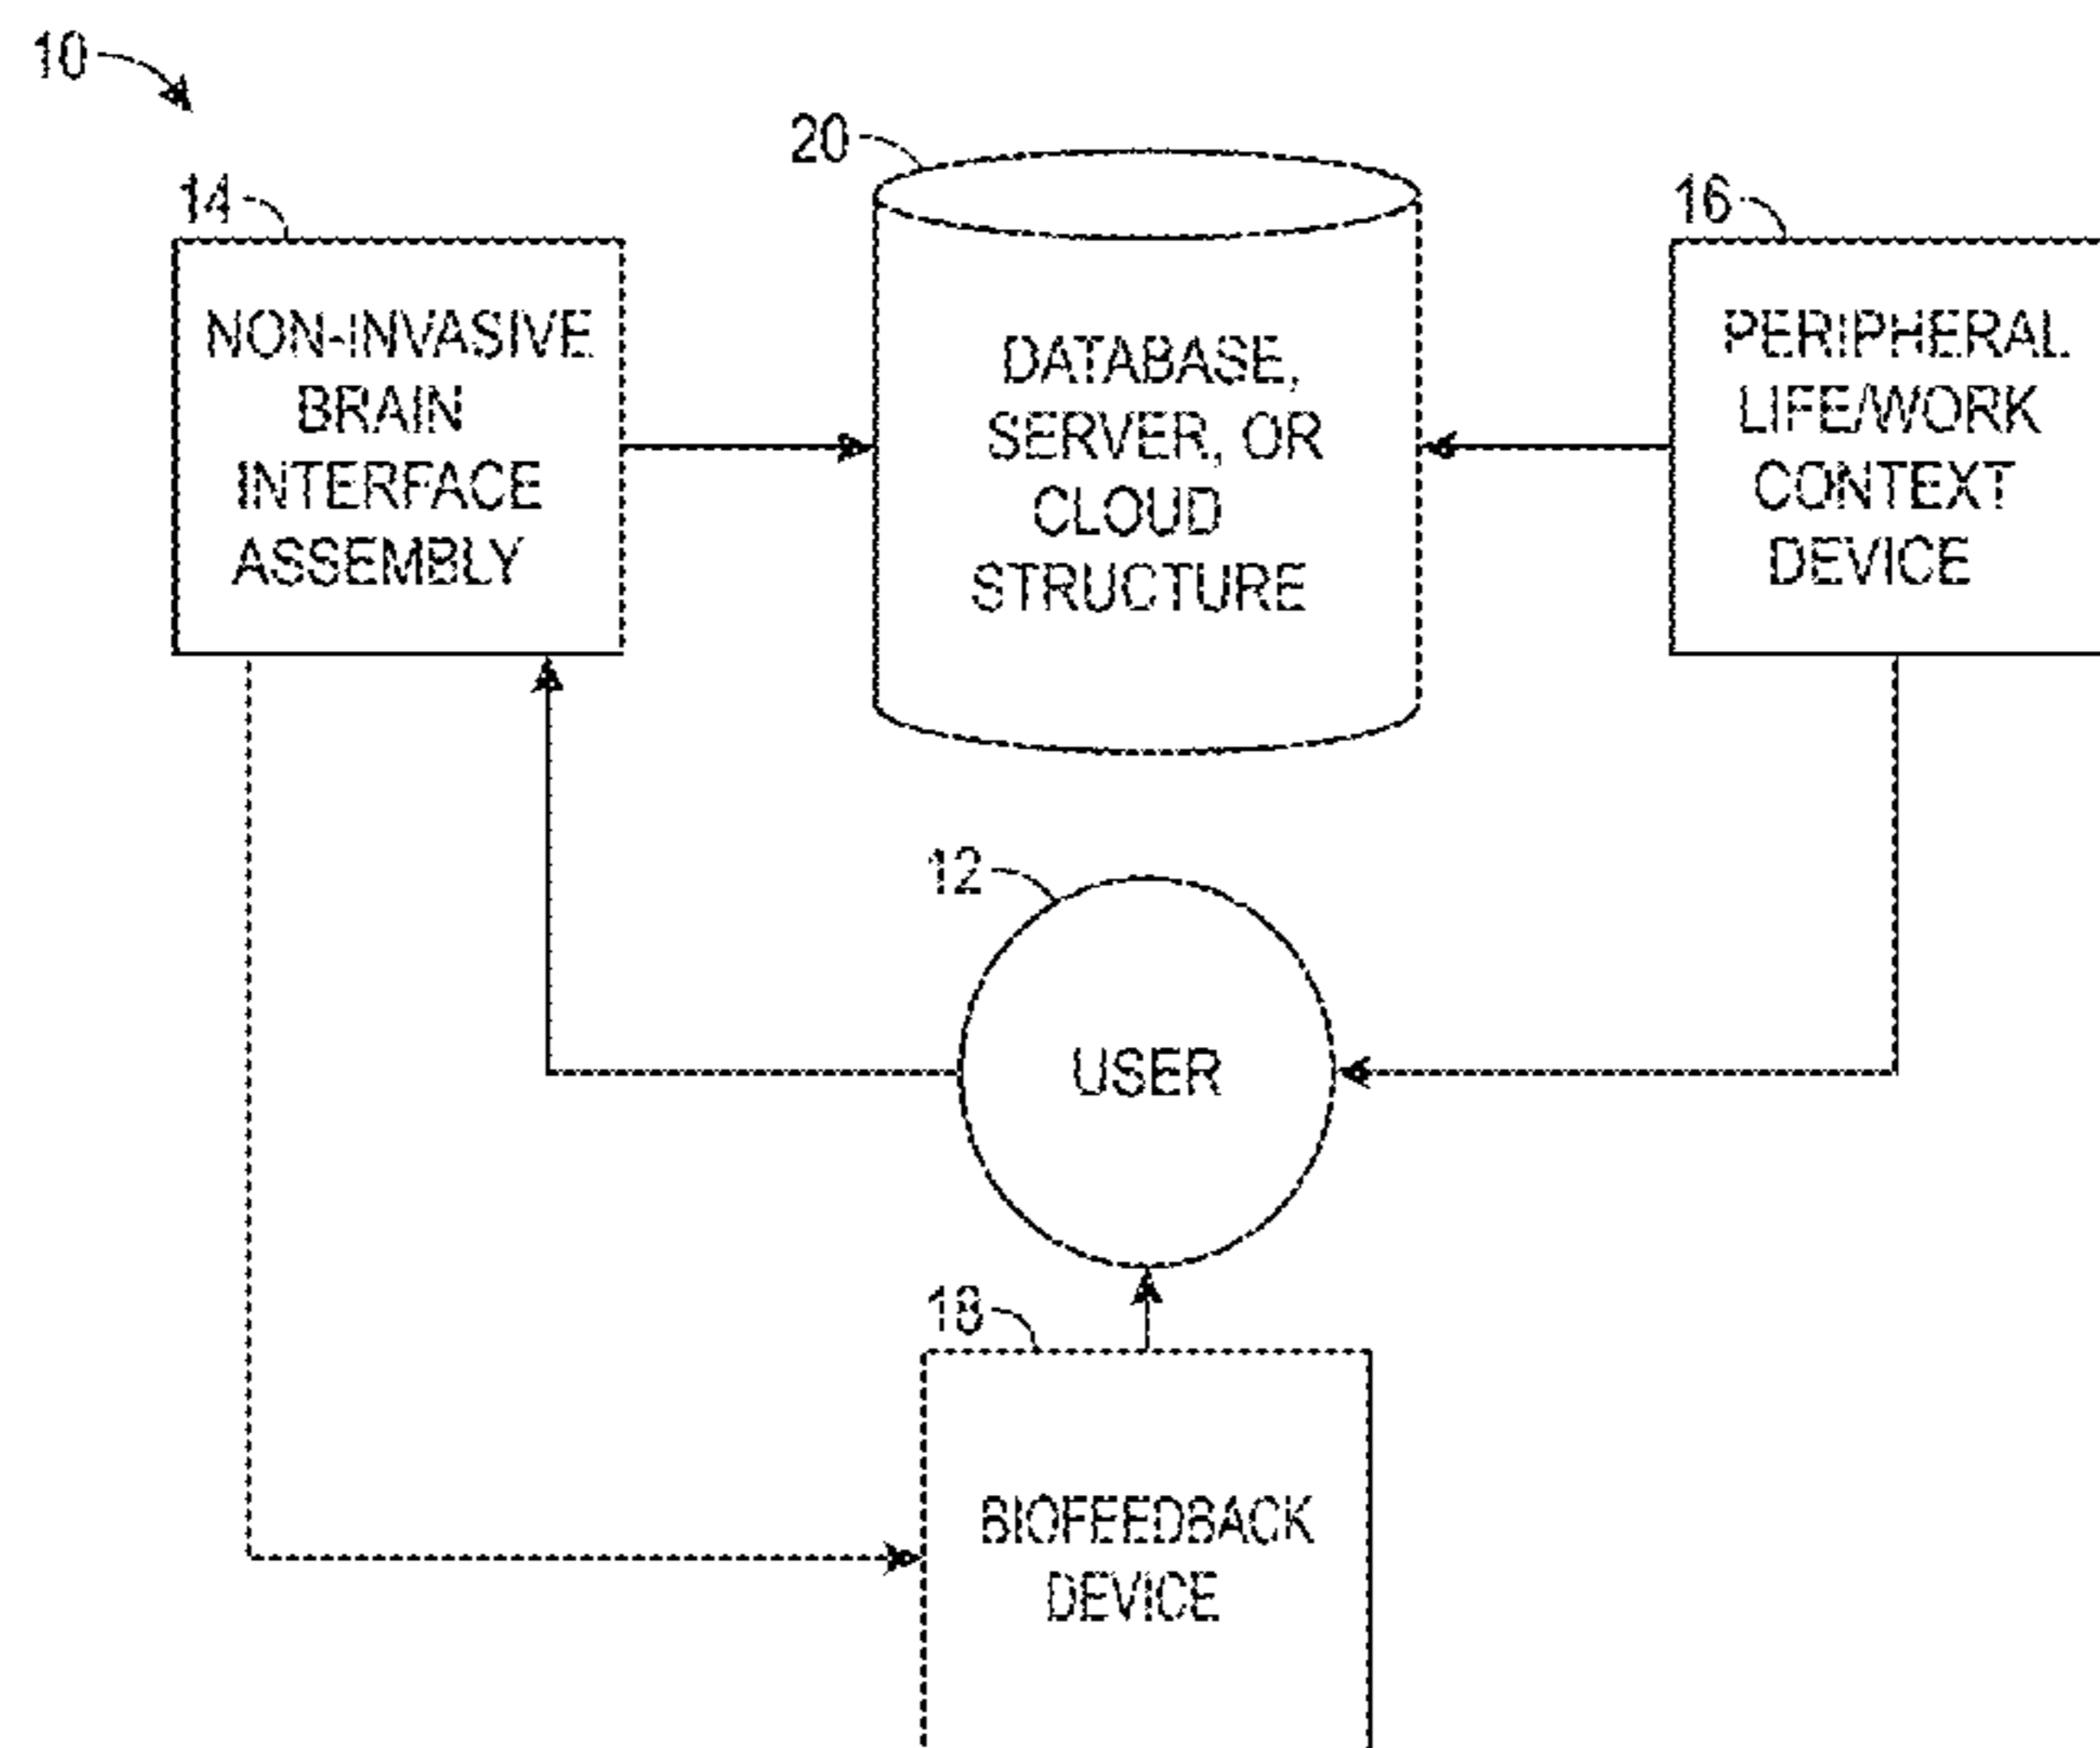 10
20
14
16
NON-INVASIVE
BRAIN
INTERFACE
ASSEMBLY
DATABASE,
SERVER, OR
CLOUD
STRUCTURE
PERIPHERAL
LIFE/WORK
CONTEXT
DEVICE
12
USER
18
BIOFEEDBACK
DEVICE